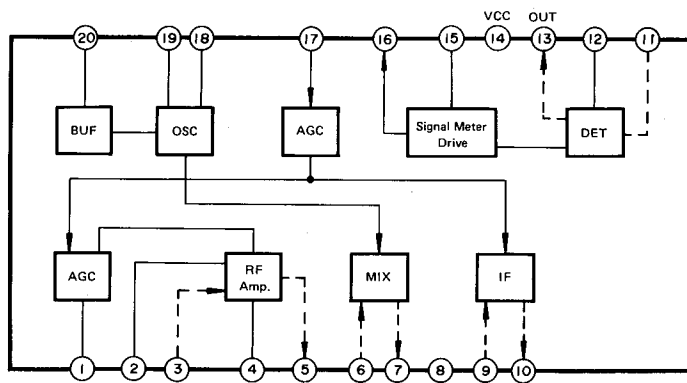 VCC OUT
20 19 18 17 16 15 14 13 12 11
BUF OSC AGC Signal Meter
Drive DET
AGC RF
Amp. MIX IF
1 2 3 4 5 6 7 8 9 10